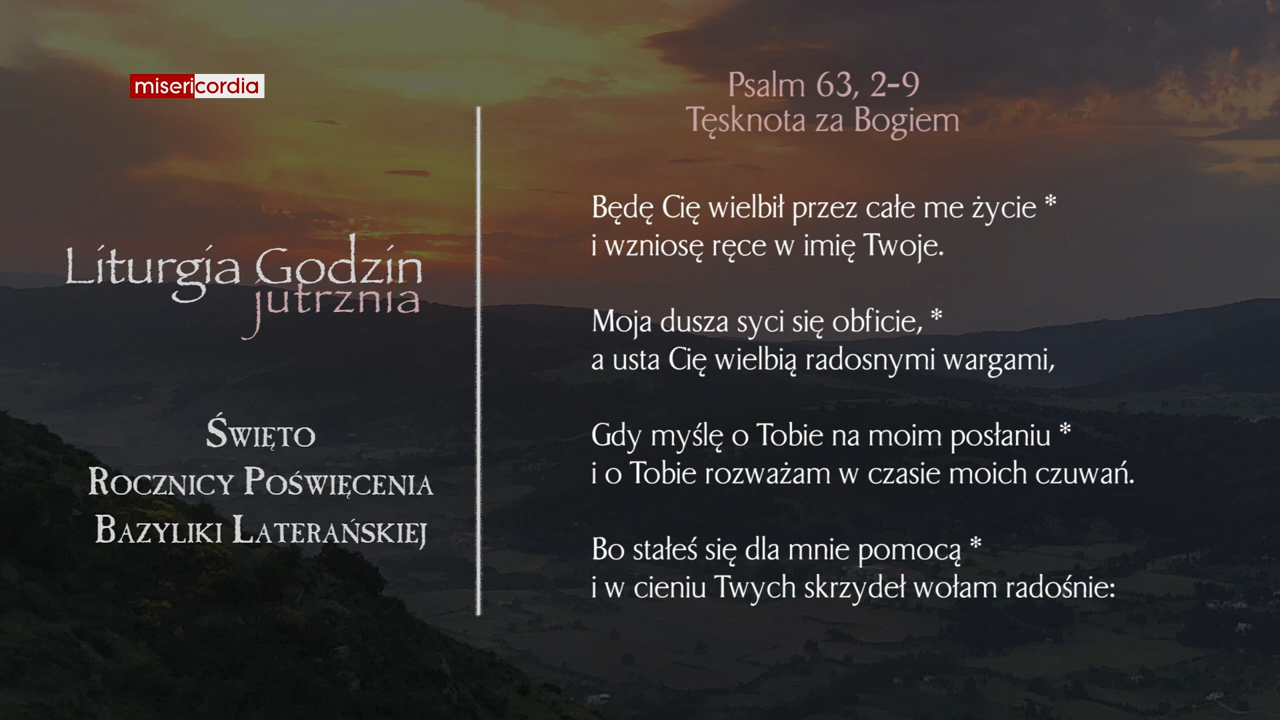 misericordia
Liturgia Godzin
jutrznia
Święto
Rocznicy Poświęcenia
Bazyliki Laterańskiej
Psalm 63, 2-9
Tęsknota za Bogiem
Będę Cię wielbił przez całe me życie *
i wzniosę ręce w imię Twoje.
Moja dusza syci się obficie, *
a usta Cię wielbią radosnymi wargami,
Gdy myślę o Tobie na moim posłaniu *
i o Tobie rozważam w czasie moich czuwań.
Bo stałeś się dla mnie pomocą *
i w cieniu Twych skrzydeł wołam radośnie: